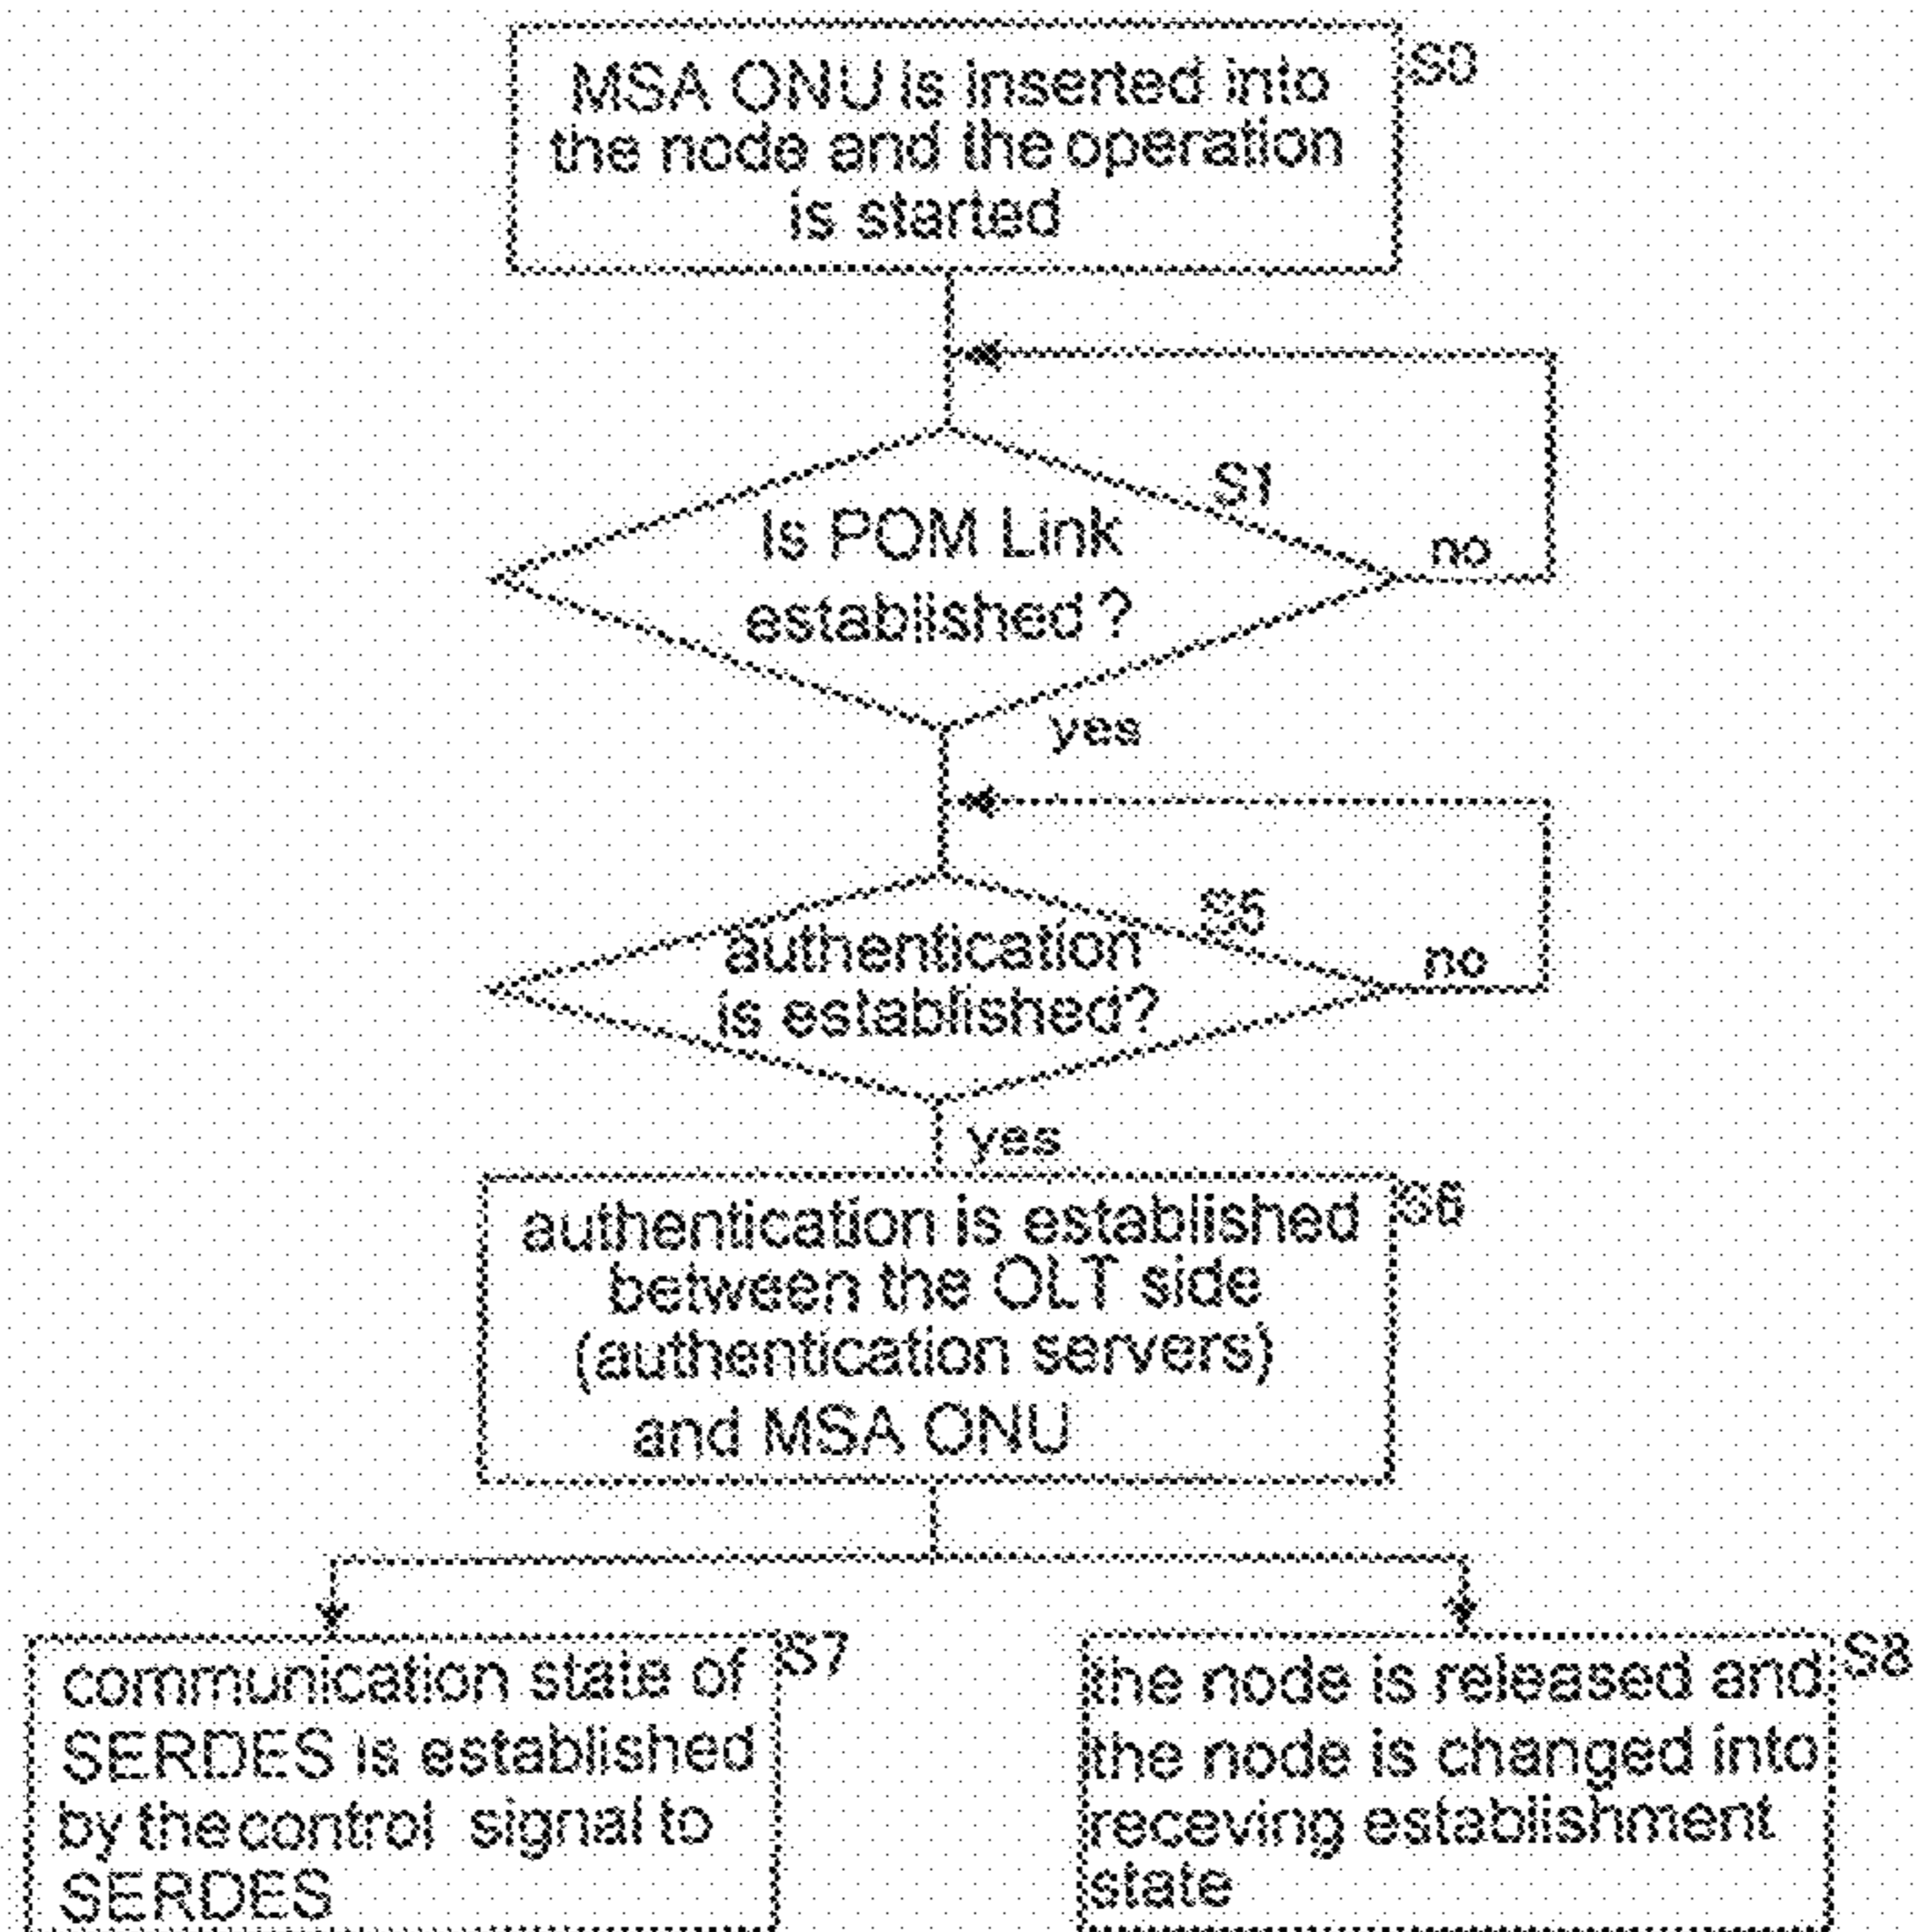 MSA ONU is inserted into
the node and the operation
is started
S0
Is POM Link
established ?
S1
no
yes
authentication
is established?
S5
no
yes
authentication is established
between the OLT side
(authentication servers)
and MSA ONU
S6
communication state of
SERDES is established
by the control signal to
SERDES
S7
the node is released and
the node is changed into
receving establishment
state
S8